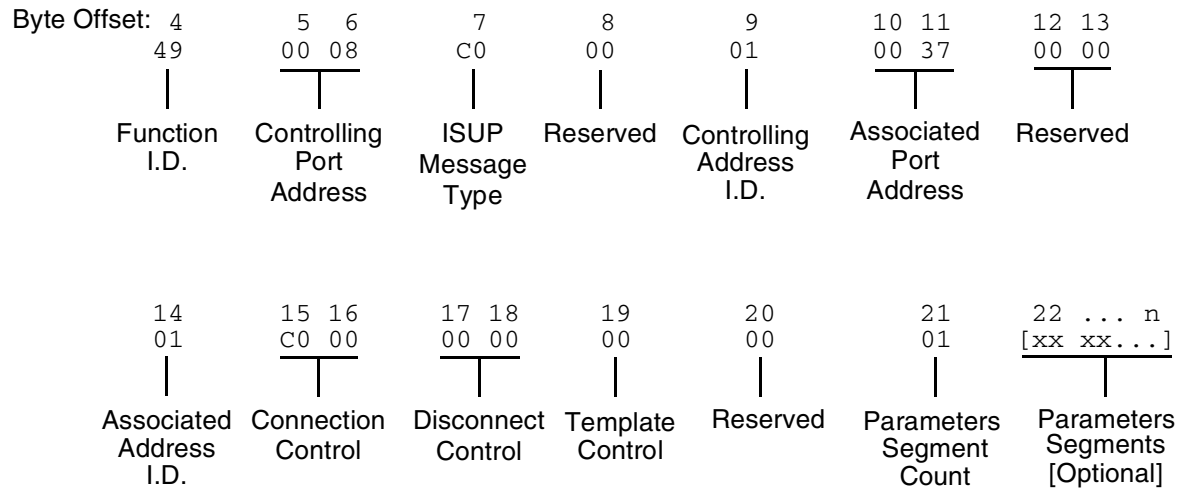 Byte Offset: 4 5 6 7 8 9 10 11 12 13
49 00 08 C0 00 01 00 37 00 00
Function I.D.
Controlling Port Address
ISUP Message Type
Reserved
Controlling Address I.D.
Associated Port Address
Reserved
14 15 16 17 18 19 20 21 22 ... n
01 C0 00 00 00 00 00 01 [xx xx...]
Associated Address I.D.
Connection Control
Disconnect Control
Template Control
Reserved
Parameters Segment Count
Parameters Segments [Optional]